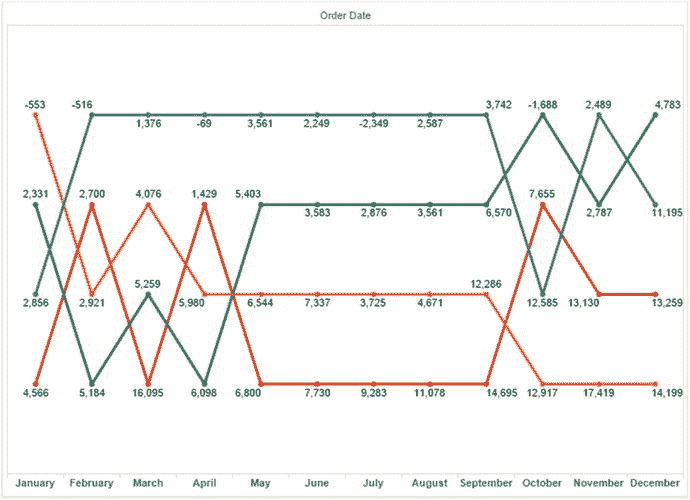 Order Date
-553 -516 3,742 -1,688 2,489 4,783
1,376 -69 3,561 2,249 -2,349 2,587
2,331 2,700 4,076 1,429 5,403 7,655
3,583 2,876 3,561 6,570 2,787 11,195
5,259 12,286
2,856 2,921 5,980 6,544 7,337 3,725 4,671 12,585 13,130 13,259
4,566 5,184 16,095 6,098 6,800 7,730 9,283 11,078 14,695 12,917 17,419 14,199
January February March April May June July August September October November December